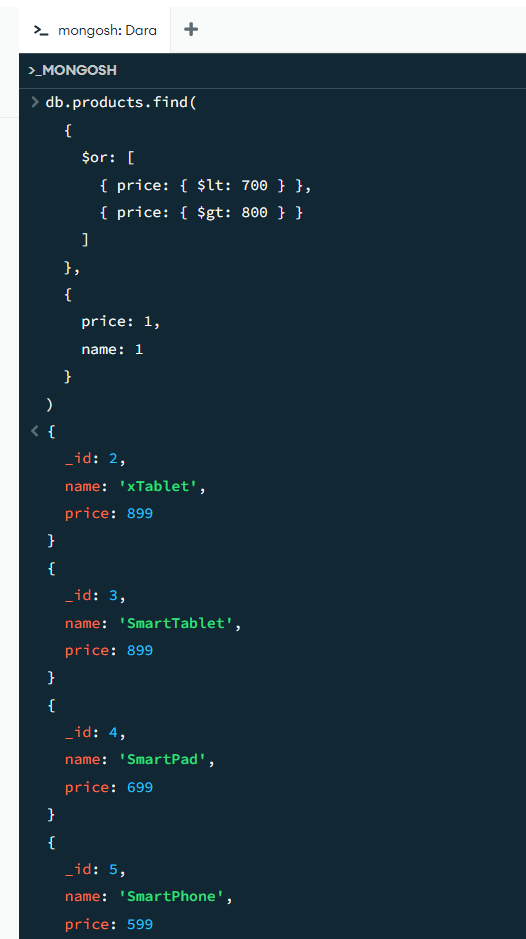 >_ mongosh: Dara +
>_MONGOSH
> db.products.find(
{
$or: [
{ price: { $lt: 700 } },
{ price: { $gt: 800 } }
]
},
{
price: 1,
name: 1
}
)
< {
_id: 2,
name: 'xTablet',
price: 899
}
{
_id: 3,
name: 'SmartTablet',
price: 899
}
{
_id: 4,
name: 'SmartPad',
price: 699
}
{
_id: 5,
name: 'SmartPhone',
price: 599